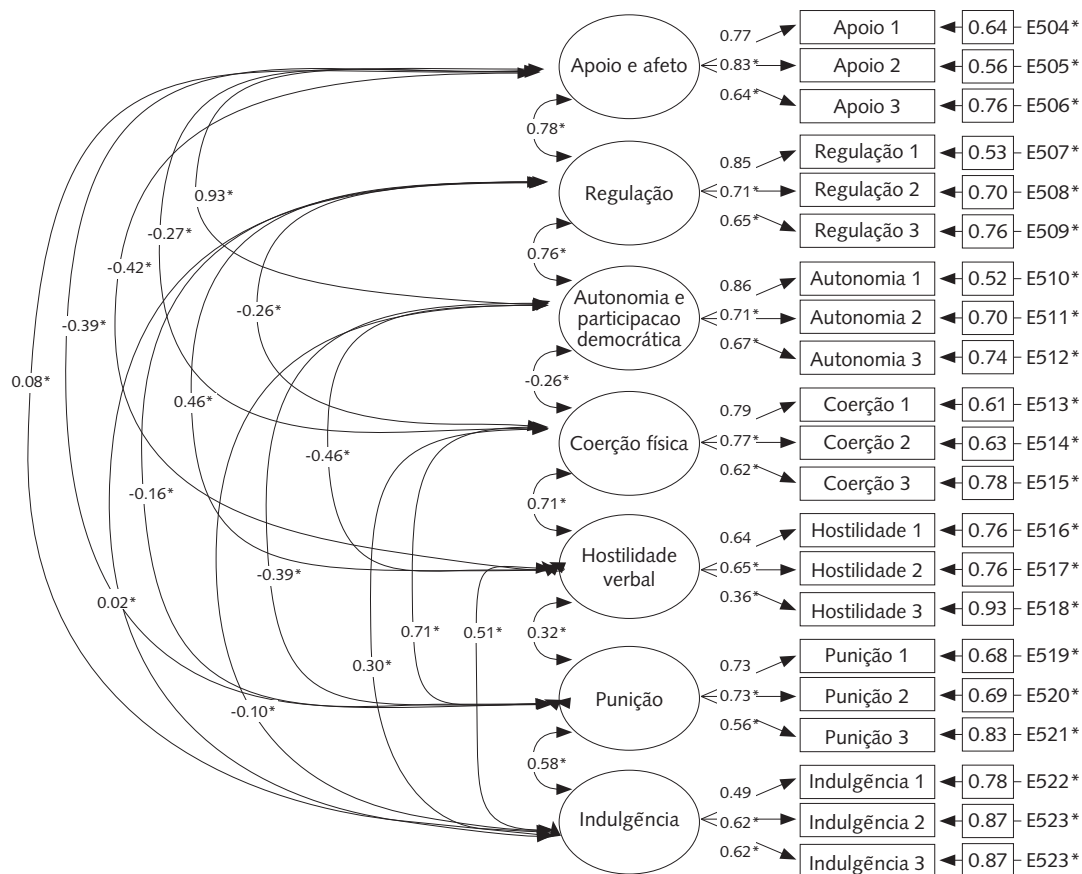 0.77
Apoio 1
0.64
E504*
Apoio e afeto
0.83*
Apoio 2
0.56
E505*
0.64*
Apoio 3
0.76
E506*
0.78*
0.85
Regulação 1
0.53
E507*
Regulação
0.71*
Regulação 2
0.70
E508*
0.65*
Regulação 3
0.76
E509*
0.93*
-0.27*
-0.42*
0.76*
0.86
Autonomia 1
0.52
E510*
Autonomia e
participacao
democrática
0.71*
Autonomia 2
0.70
E511*
0.67*
Autonomia 3
0.74
E512*
-0.26*
-0.39*
0.08*
-0.26*
0.46*
0.79
Coerção 1
0.61
E513*
Coerção física
0.77*
Coerção 2
0.63
E514*
0.62*
Coerção 3
0.78
E515*
-0.46*
-0.16*
0.71*
0.64
Hostilidade 1
0.76
E516*
Hostilidade
verbal
0.65*
Hostilidade 2
0.76
E517*
0.36*
Hostilidade 3
0.93
E518*
-0.39*
0.02*
0.71*
0.51*
0.32*
0.30*
0.73
Punição 1
0.68
E519*
Punição
0.73*
Punição 2
0.69
E520*
0.56*
Punição 3
0.83
E521*
-0.10*
0.58*
0.49
Indulgẽncia 1
0.78
E522*
Indulgẽncia
0.62*
Indulgẽncia 2
0.87
E523*
0.62*
Indulgẽncia 3
0.87
E523*